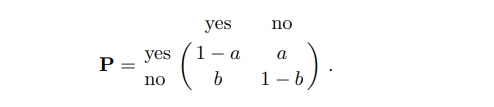 yes no
P = yes ( 1 − a a
no b 1 − b ) .